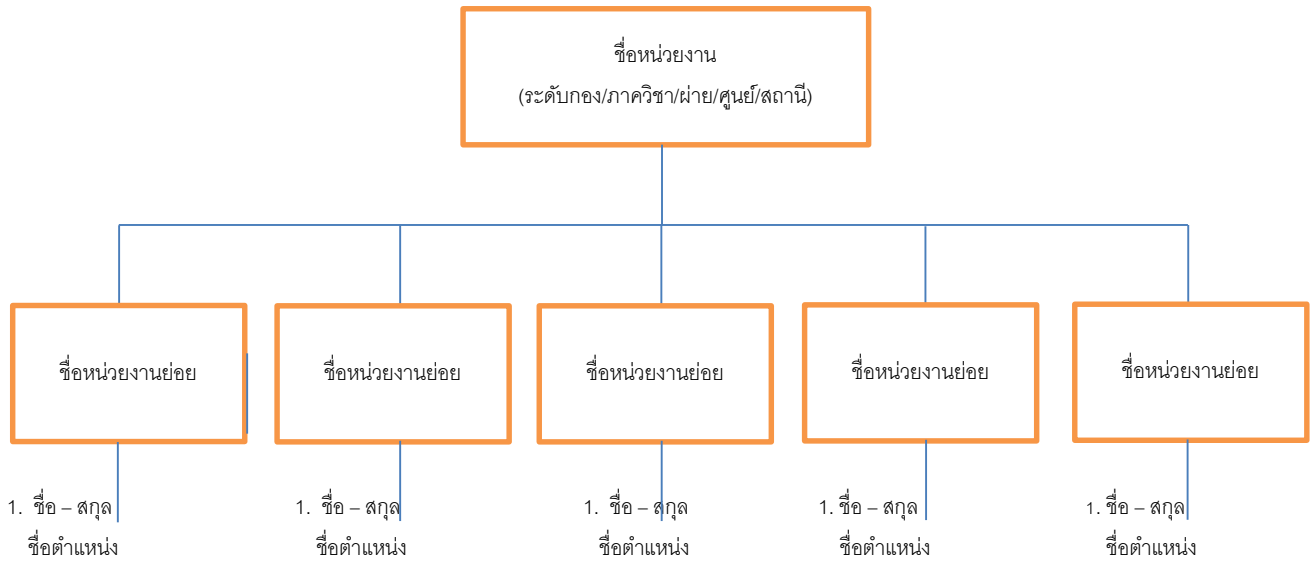 ชื่อหน่วยงาน
(ระดับกอง/ภาควิชา/ฝ่าย/ศูนย์/สถานี)
ชื่อหน่วยงานย่อย
ชื่อหน่วยงานย่อย
ชื่อหน่วยงานย่อย
ชื่อหน่วยงานย่อย
ชื่อหน่วยงานย่อย
1. ชื่อ – สกุล
ชื่อตำแหน่ง
1. ชื่อ – สกุล
ชื่อตำแหน่ง
1. ชื่อ – สกุล
ชื่อตำแหน่ง
1. ชื่อ – สกุล
ชื่อตำแหน่ง
1. ชื่อ – สกุล
ชื่อตำแหน่ง